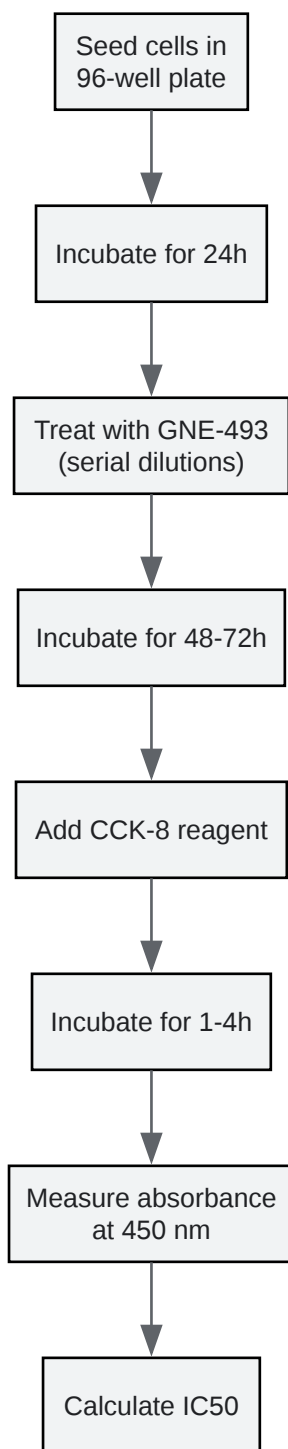 Seed cells in
96-well plate
Incubate for 24h
Treat with GNE-493
(serial dilutions)
Incubate for 48-72h
Add CCK-8 reagent
Incubate for 1-4h
Measure absorbance
at 450 nm
Calculate IC50